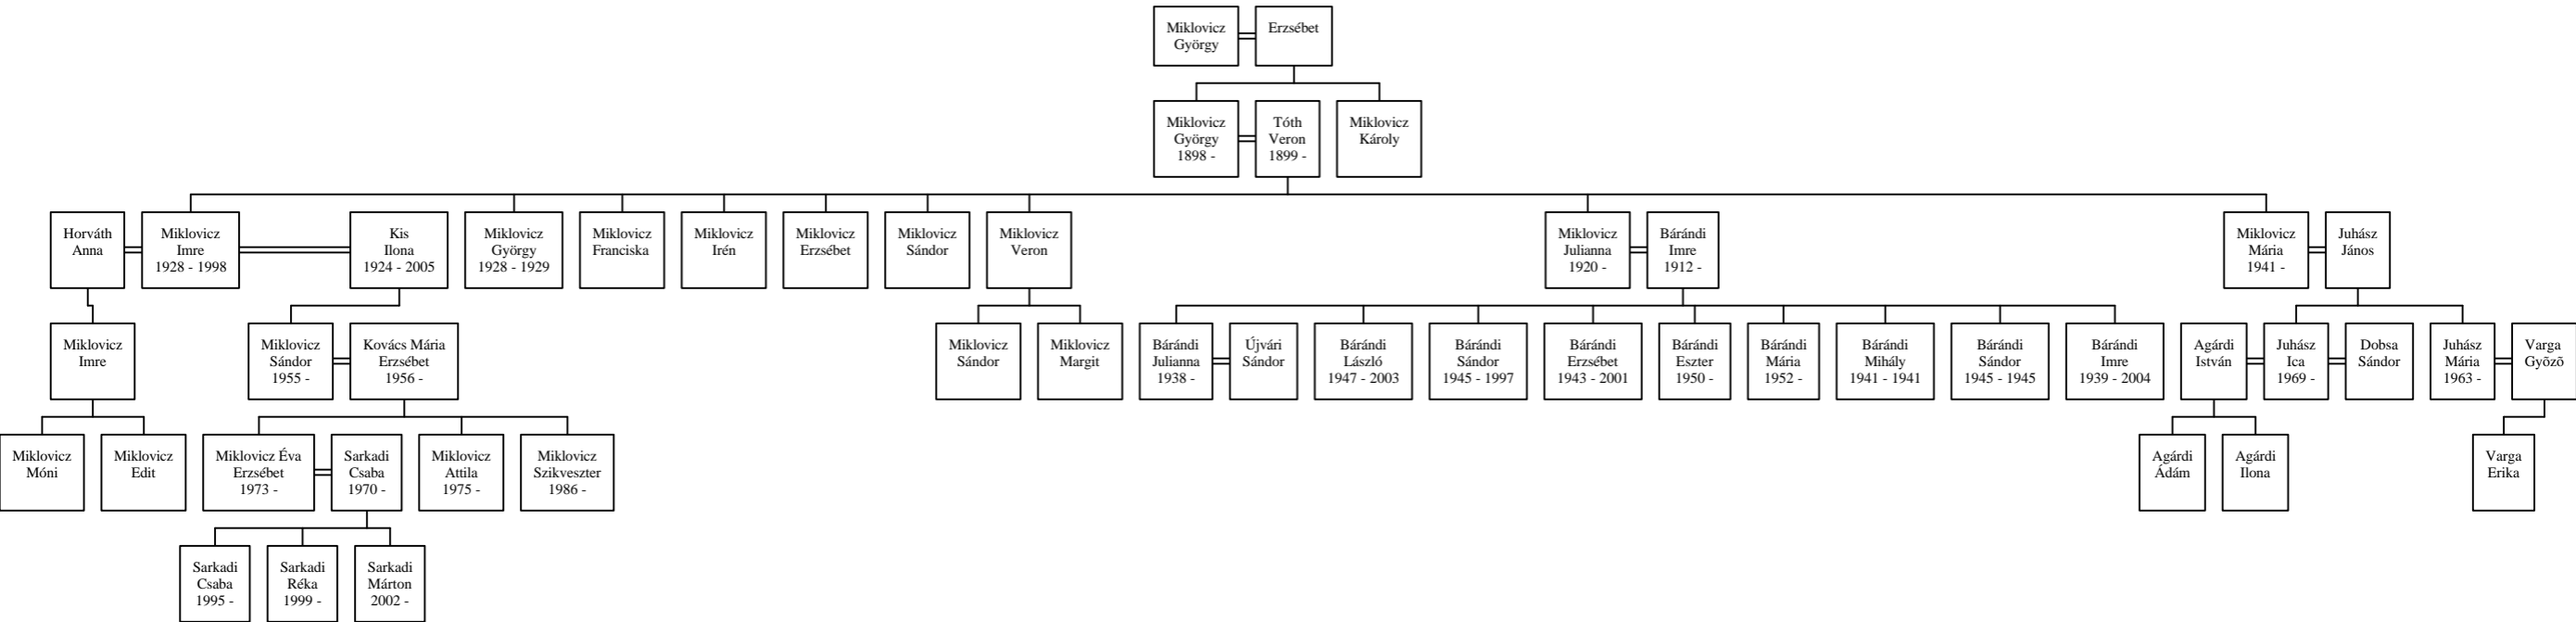 Miklovicz
György
Erzsébet
Miklovicz
György
1898 -
Tóth
Veron
1899 -
Miklovicz
Károly
Horváth
Anna
Miklovicz
Imre
1928 - 1998
Kis
Ilona
1924 - 2005
Miklovicz
György
1928 - 1929
Miklovicz
Franciska
Miklovicz
Irén
Miklovicz
Erzsébet
Miklovicz
Sándor
Miklovicz
Veron
Miklovicz
Julianna
1920 -
Bárándi
Imre
1912 -
Miklovicz
Mária
1941 -
Juhász
János
Miklovicz
Imre
Miklovicz
Sándor
1955 -
Kovács Mária
Erzsébet
1956 -
Miklovicz
Sándor
Miklovicz
Margit
Bárándi
Julianna
1938 -
Újvári
Sándor
Bárándi
László
1947 - 2003
Bárándi
Sándor
1945 - 1997
Bárándi
Erzsébet
1943 - 2001
Bárándi
Eszter
1950 -
Bárándi
Mária
1952 -
Bárándi
Mihály
1941 - 1941
Bárándi
Sándor
1945 - 1945
Bárándi
Imre
1939 - 2004
Agárdi
István
Juhász
Ica
1969 -
Dobsa
Sándor
Juhász
Mária
1963 -
Varga
Gyõzõ
Miklovicz
Móni
Miklovicz
Edit
Miklovicz Éva
Erzsébet
1973 -
Sarkadi
Csaba
1970 -
Miklovicz
Attila
1975 -
Miklovicz
Szikveszter
1986 -
Agárdi
Ádám
Agárdi
Ilona
Varga
Erika
Sarkadi
Csaba
1995 -
Sarkadi
Réka
1999 -
Sarkadi
Márton
2002 -